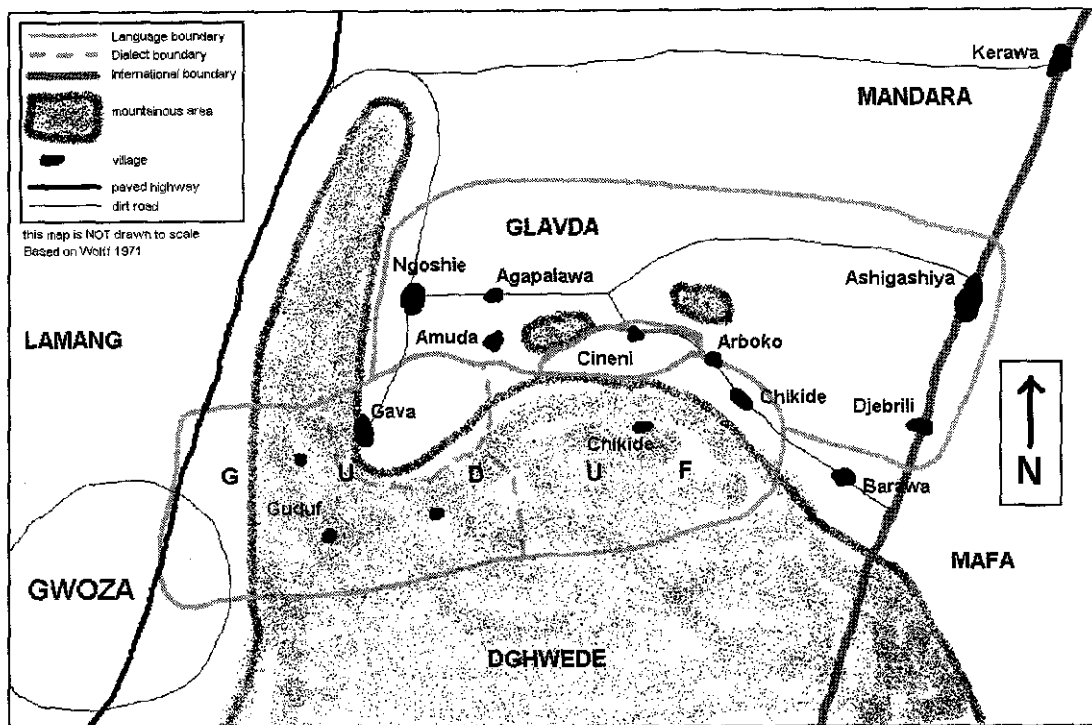 Language boundary
Dialect boundary
International boundary
mountainous area
village
paved highway
dirt road
this map is NOT drawn to scale
Based on Wolff 1971
Kerawa
MANDARA
GLAVDA
Ngoshie
Agapalawa
Ashigashiya
LAMANG
Amuda
Cineni
Arboko
Chikide
Gava
Djebrili
Chikide
G U D U F
N
Barawa
Guduf
MAFA
GWOZA
DGHWEDE